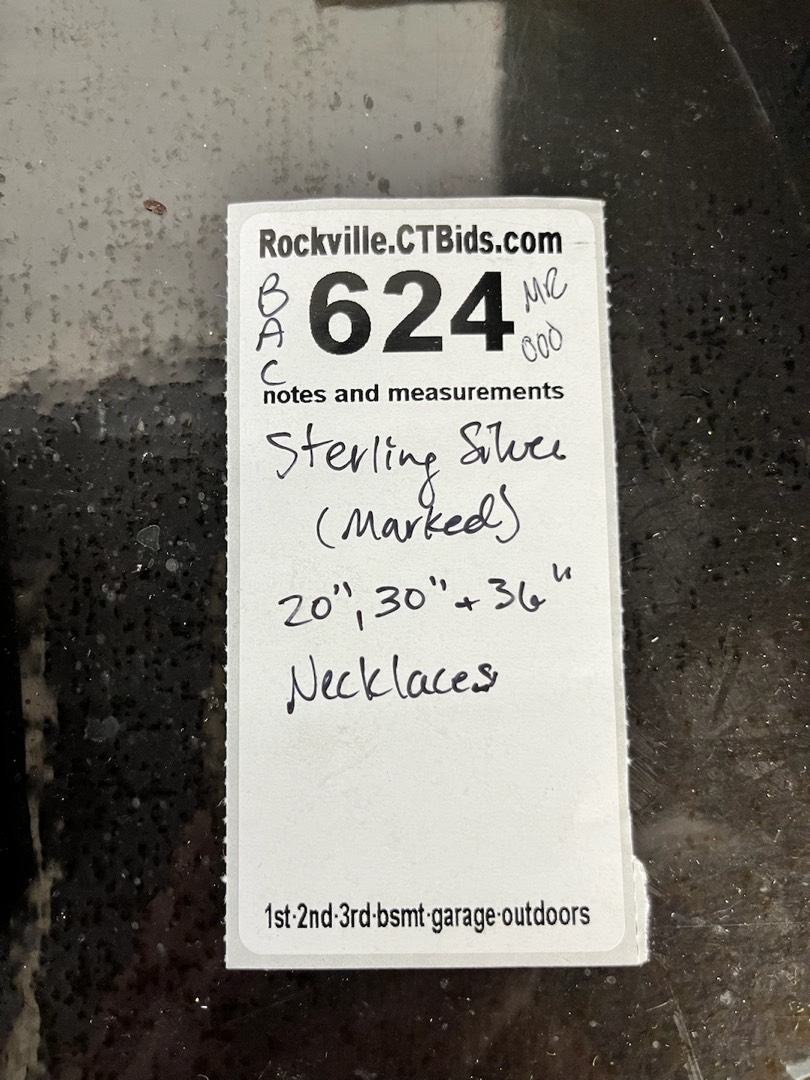 Rockville.CTBids.com
B
A
C
624
MR
000
notes and measurements
Sterling Silver
(Marked)
20", 30" + 36"
Necklaces
1st·2nd·3rd·bsmt·garage·outdoors